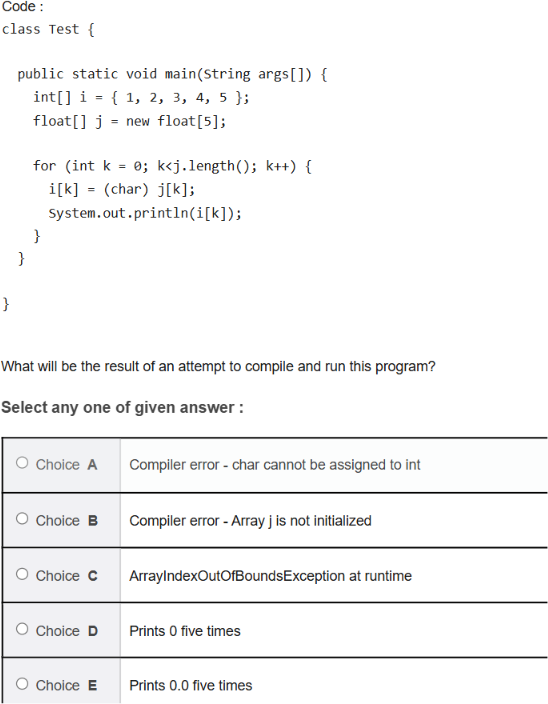 Code :
class Test {
public static void main(String args[]) {
int[] i = { 1, 2, 3, 4, 5 };
float[] j = new float[5];
for (int k = 0; k<j.length(); k++) {
i[k] = (char) j[k];
System.out.println(i[k]);
}
}
}
What will be the result of an attempt to compile and run this program?
Select any one of given answer :
Choice A Compiler error - char cannot be assigned to int
Choice B Compiler error - Array j is not initialized
Choice C ArrayIndexOutOfBoundsException at runtime
Choice D Prints 0 five times
Choice E Prints 0.0 five times